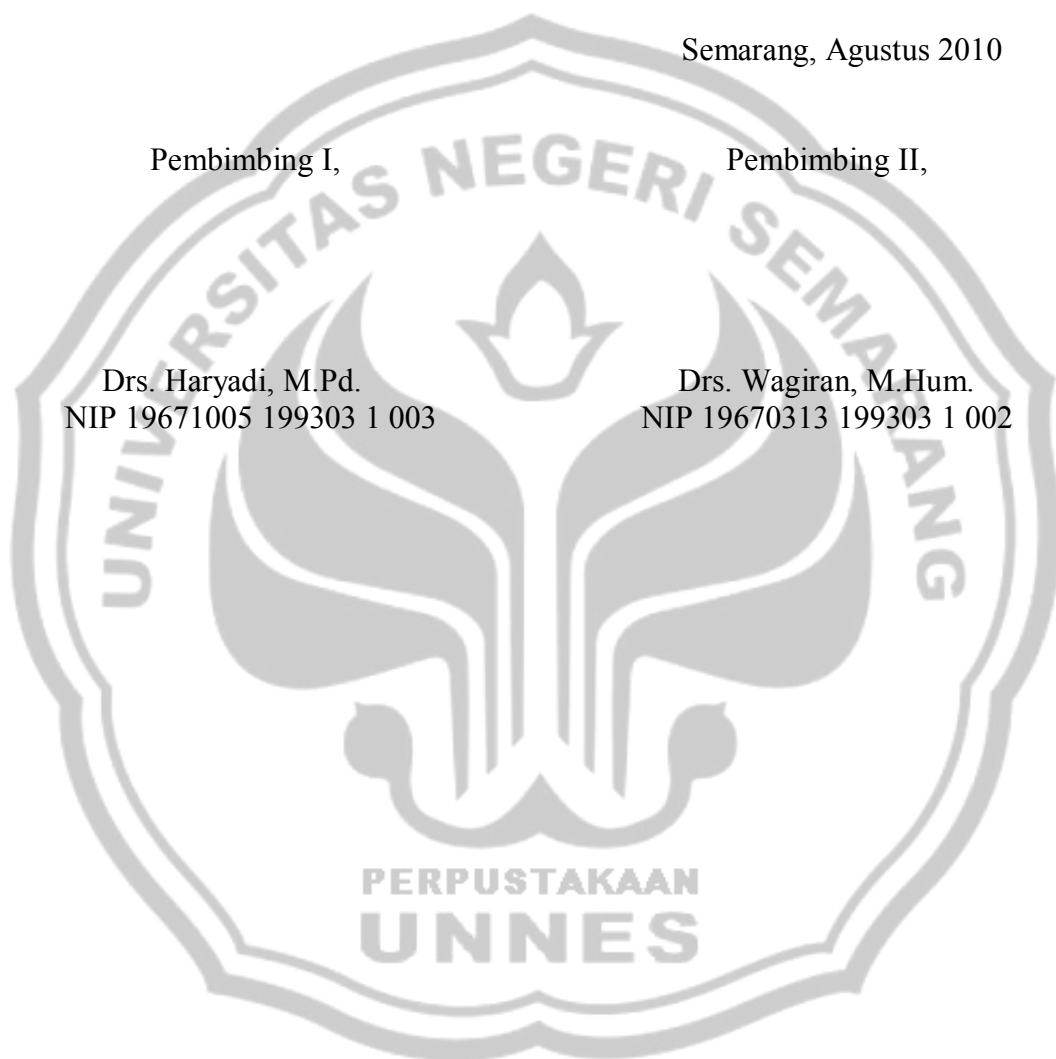 Semarang, Agustus 2010
Pembimbing I, Pembimbing II,
Drs. Haryadi, M.Pd. Drs. Wagiran, M.Hum.
NIP 19671005 199303 1 003 NIP 19670313 199303 1 002
UNIVERSITAS NEGERI SEMARANG
PERPUSTAKAAN
UNNES